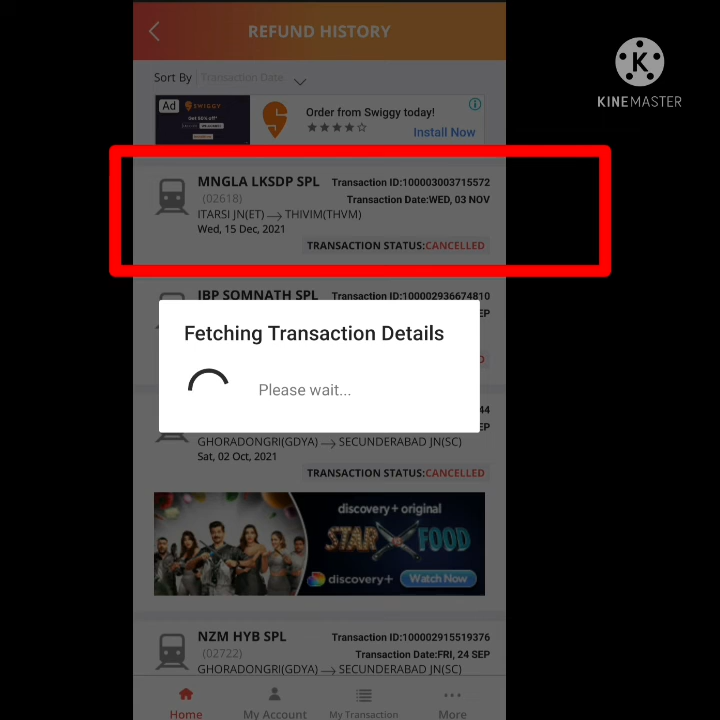 REFUND HISTORY
K
KINEMASTER
Sort By Transaction Date
Ad
SWIGGY
Order from Swiggy today!
Install Now
MNGLA LKSDP SPL Transaction ID:100003003715572
(02618) Transaction Date:WED, 03 NOV
ITARSI JN(ET) → THIVIM(THVM)
Wed, 15 Dec, 2021
TRANSACTION STATUS:CANCELLED
JBP SOMNATH SPL Transaction ID:100002936674810
EP
Fetching Transaction Details
Please wait...
D
44
EP
GHORADONGRI(GDYA) → SECUNDERABAD JN(SC)
Sat, 02 Oct, 2021
TRANSACTION STATUS:CANCELLED
discovery+ original
STAR FOOD
discovery+ Watch Now
NZM HYB SPL Transaction ID:100002915519376
(02722) Transaction Date:FRI, 24 SEP
GHORADONGRI(GDYA) → SECUNDERABAD JN(SC)
Home My Account My Transaction More